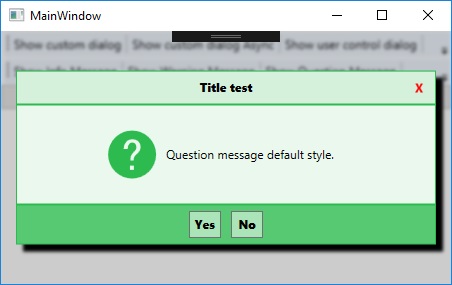 MainWindow
Show custom dialog Show custom dialog Async Show user control dialog
Show Info Message Show Warning Message Show Question Message
Title test
X
Question message default style.
Yes No